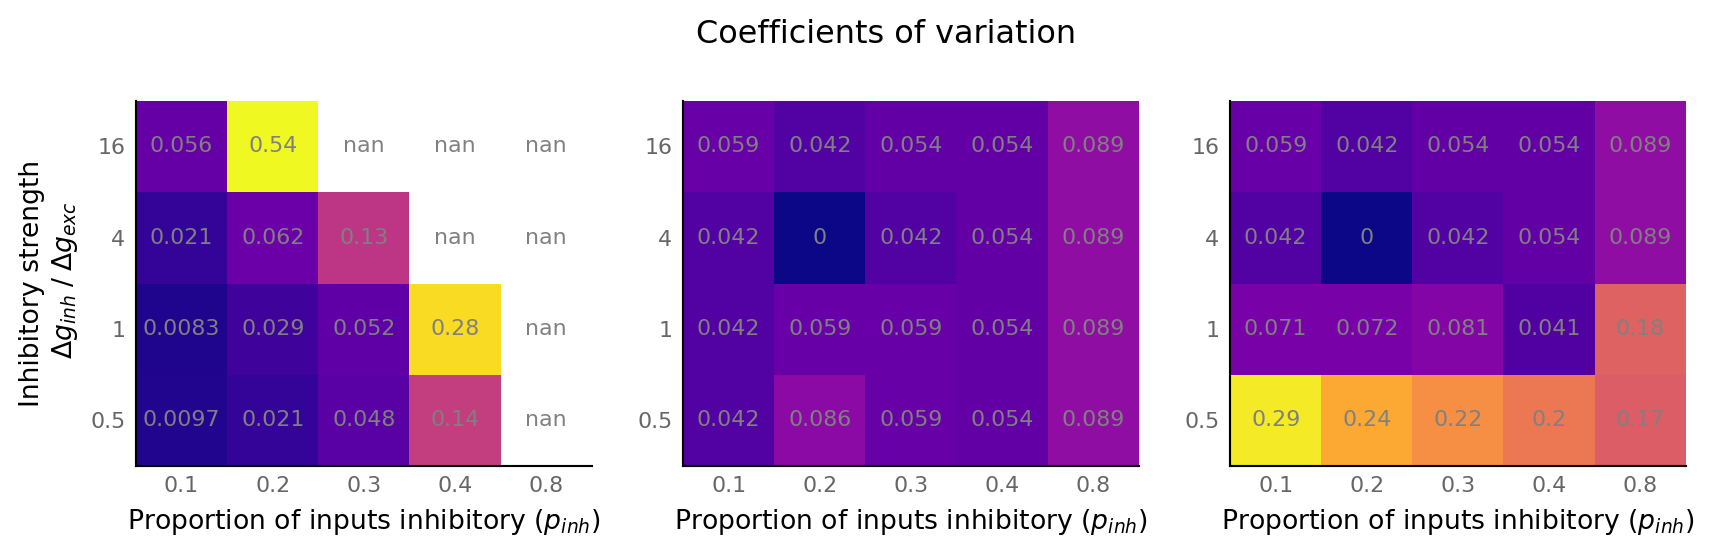 Coefficients of variation
Inhibitory strength
Δg_inh / Δg_exc
16 0.056 0.54 nan nan nan
4 0.021 0.062 0.13 nan nan
1 0.0083 0.029 0.052 0.28 nan
0.5 0.0097 0.021 0.048 0.14 nan
0.1 0.2 0.3 0.4 0.8
Proportion of inputs inhibitory (p_inh)
16 0.059 0.042 0.054 0.054 0.089
4 0.042 0 0.042 0.054 0.089
1 0.042 0.059 0.059 0.054 0.089
0.5 0.042 0.086 0.059 0.054 0.089
0.1 0.2 0.3 0.4 0.8
Proportion of inputs inhibitory (p_inh)
16 0.059 0.042 0.054 0.054 0.089
4 0.042 0 0.042 0.054 0.089
1 0.071 0.072 0.081 0.041 0.18
0.5 0.29 0.24 0.22 0.2 0.17
0.1 0.2 0.3 0.4 0.8
Proportion of inputs inhibitory (p_inh)